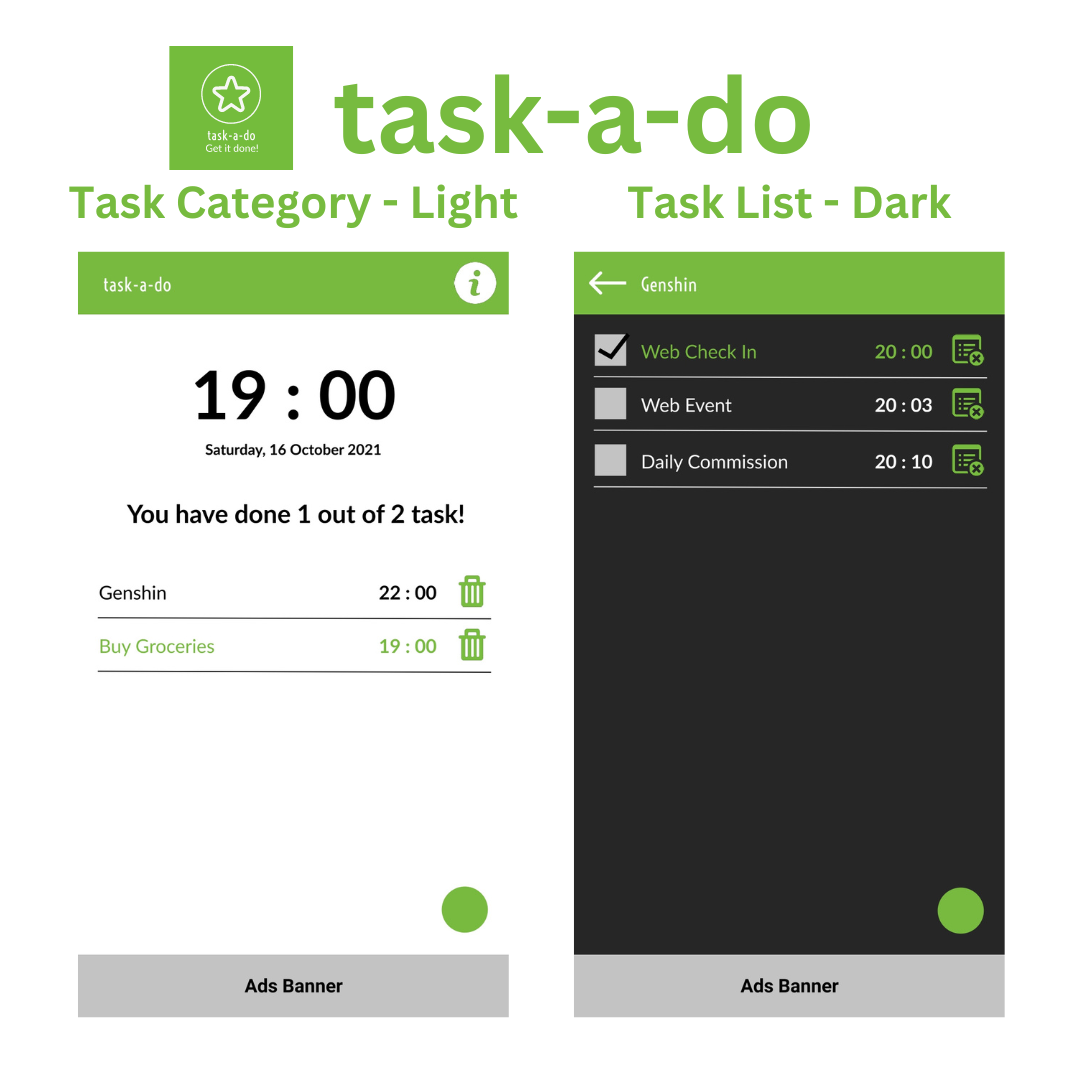 task-a-do
Get it done!
task-a-do
Task Category - Light
task-a-do
i
19 : 00
Saturday, 16 October 2021
You have done 1 out of 2 task!
Genshin 22 : 00
Buy Groceries 19 : 00
Ads Banner
Task List - Dark
Genshin
Web Check In 20 : 00
Web Event 20 : 03
Daily Commission 20 : 10
Ads Banner